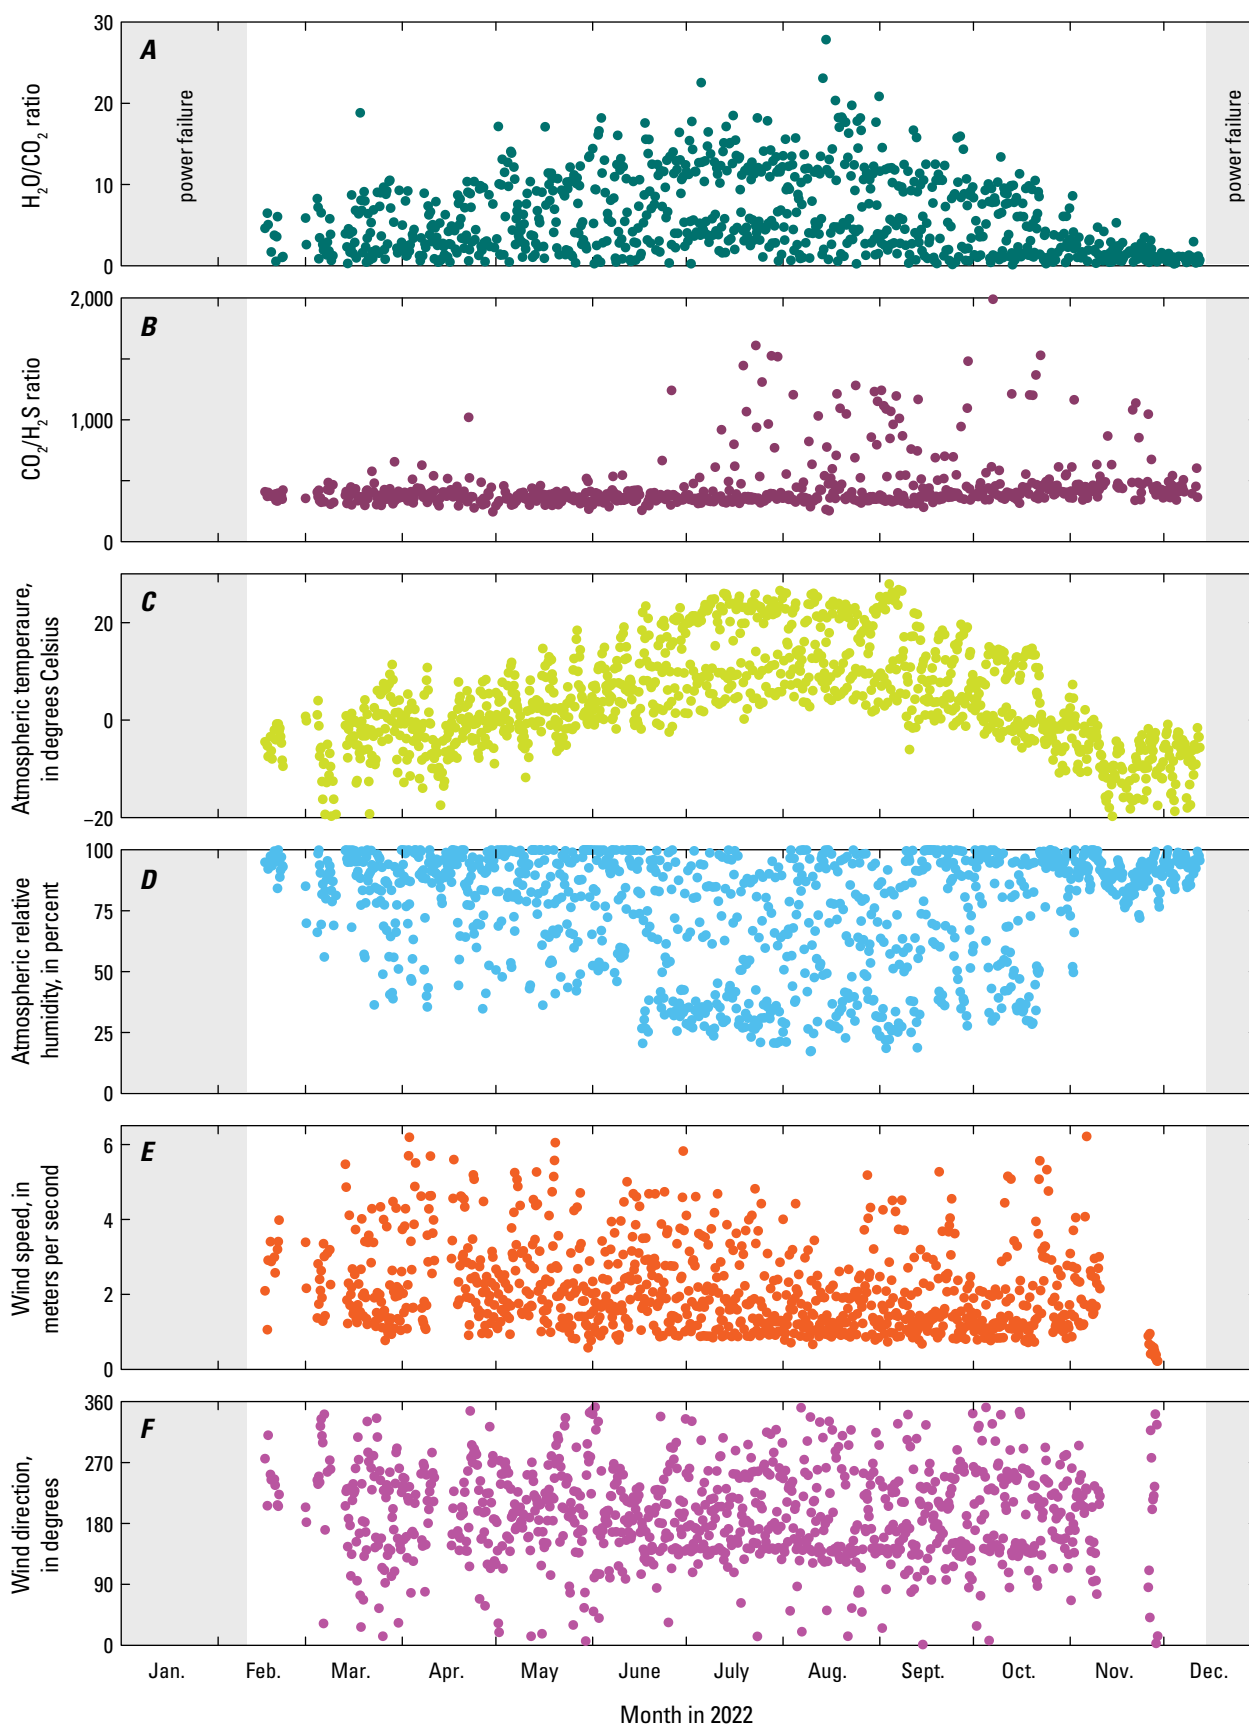 A
30
20
10
0
H₂O/CO₂ ratio
power failure
power failure
B
2,000
1,000
0
CO₂/H₂S ratio
C
20
0
–20
Atmospheric temperaure,
in degrees Celsius
D
100
75
50
25
0
Atmospheric relative
humidity, in percent
E
6
4
2
0
Wind speed, in
meters per second
F
360
270
180
90
0
Wind direction,
in degrees
Jan. Feb. Mar. Apr. May June July Aug. Sept. Oct. Nov. Dec.
Month in 2022